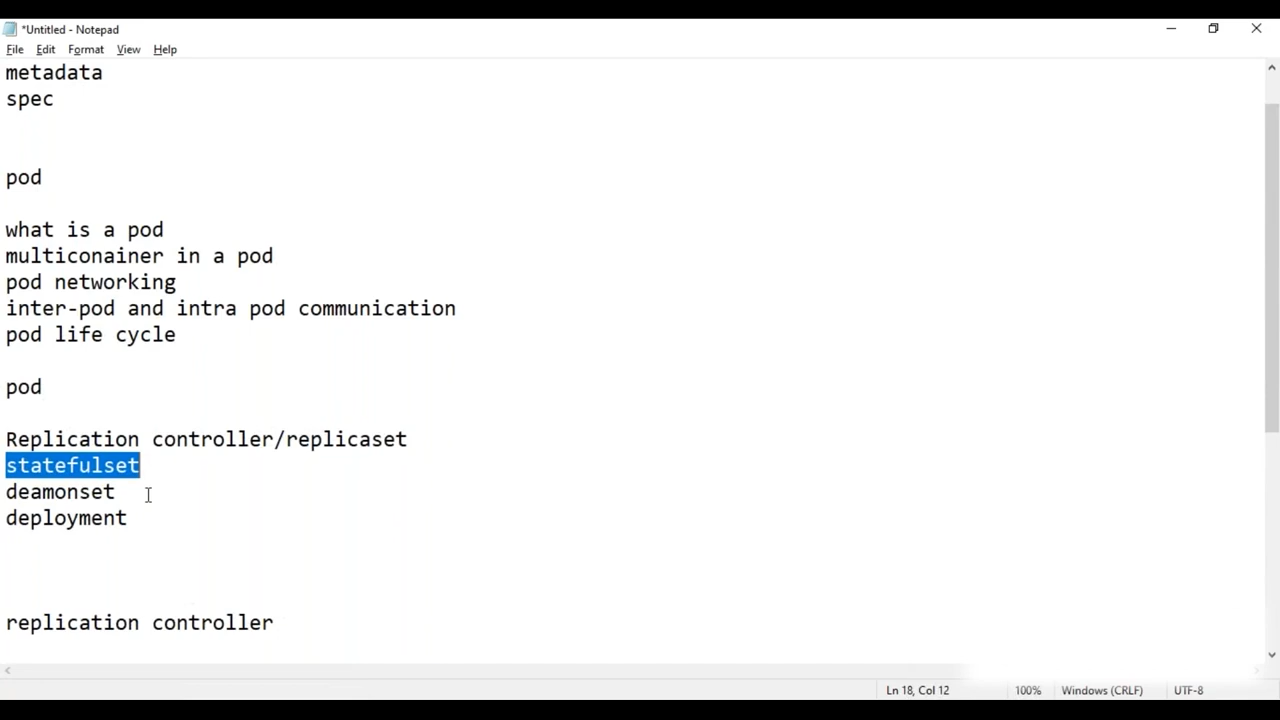 *Untitled - Notepad
File Edit Format View Help
metadata
spec
pod
what is a pod
multiconainer in a pod
pod networking
inter-pod and intra pod communication
pod life cycle
pod
Replication controller/replicaset
statefulset
deamonset
deployment
replication controller
Ln 18, Col 12 100% Windows (CRLF) UTF-8